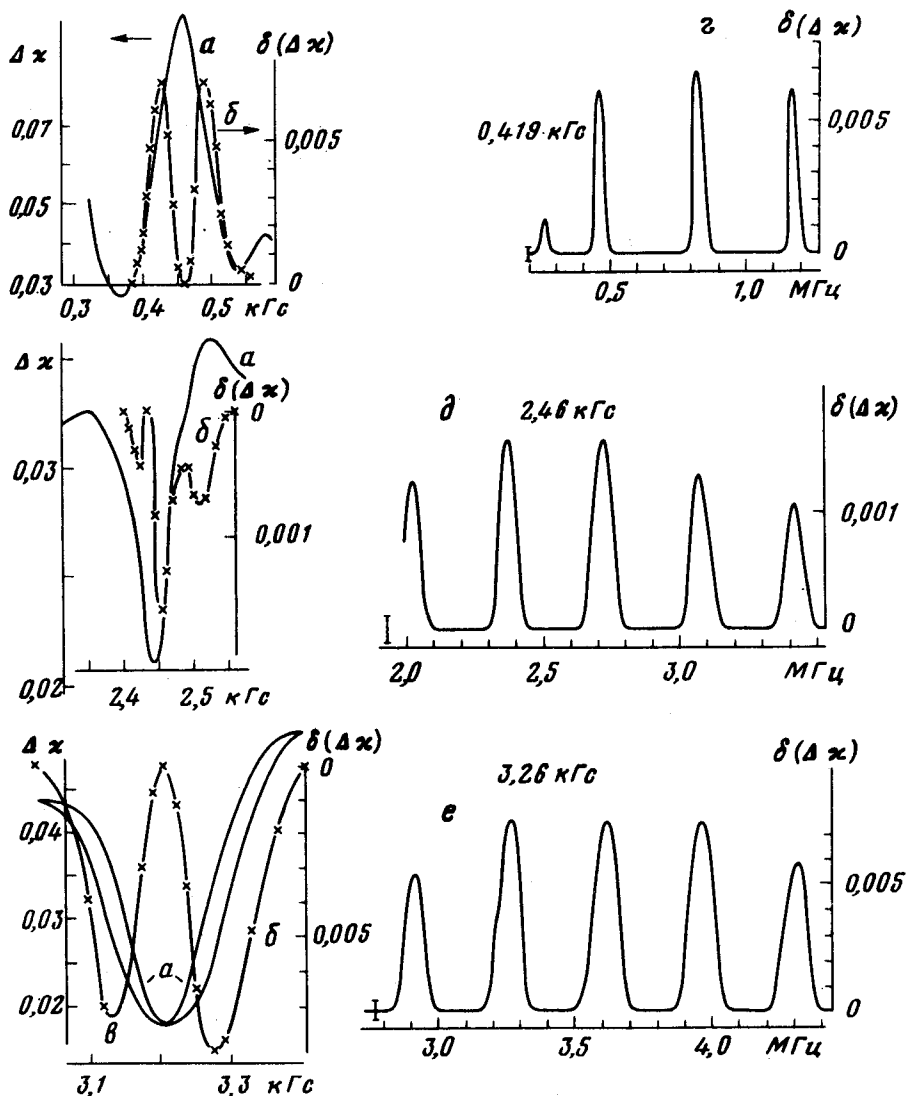 Δϰ
a
δ(Δϰ)
б
0,07
0,05
0,03
0,005
0
0,3 0,4 0,5 кГс
г
δ(Δϰ)
0,419 кГс
0,005
0
0,5 1,0 МГц
Δϰ
a
δ(Δϰ)
б
0
0,03
0,001
0,02
2,4 2,5 кГс
д
2,46 кГс
δ(Δϰ)
0,001
0
2,0 2,5 3,0 МГц
Δϰ
δ(Δϰ)
0
0,04
0,03
0,02
a
б
0,005
в
3,1 3,3 кГс
е
3,26 кГс
δ(Δϰ)
0,005
0
3,0 3,5 4,0 МГц